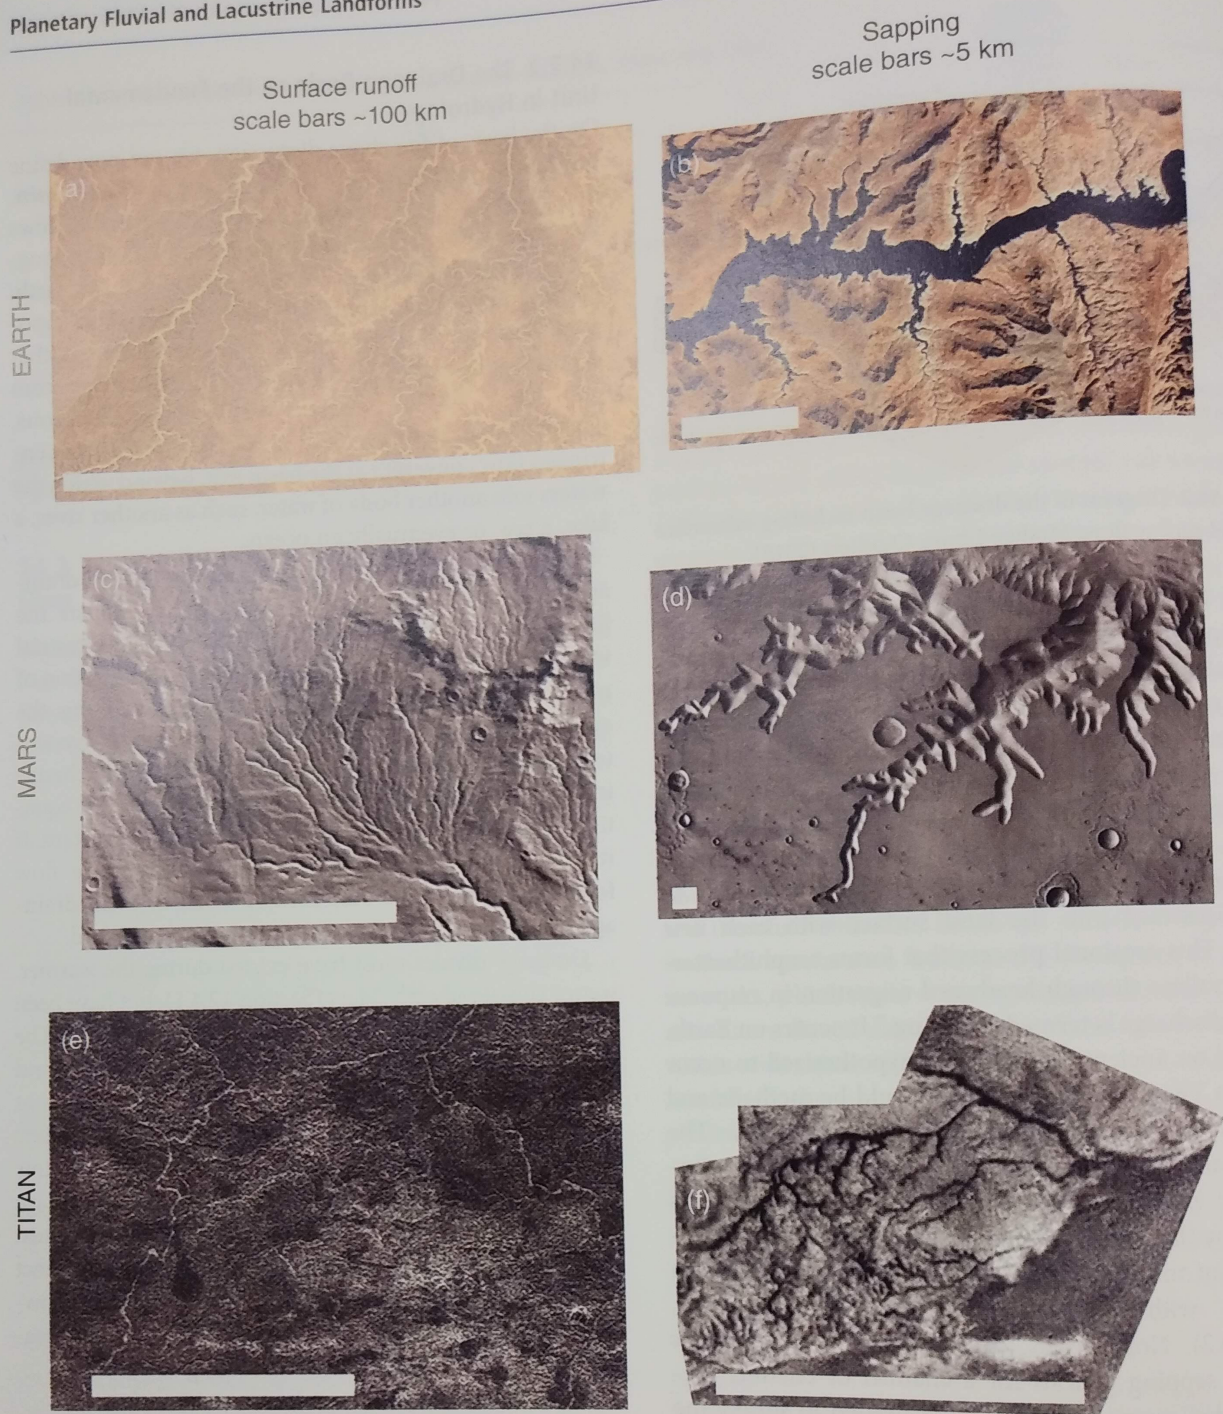 Planetary Fluvial and Lacustrine Landforms
Surface runoff
scale bars ~100 km
Sapping
scale bars ~5 km
EARTH
(a)
(b)
MARS
(c)
(d)
TITAN
(e)
(f)